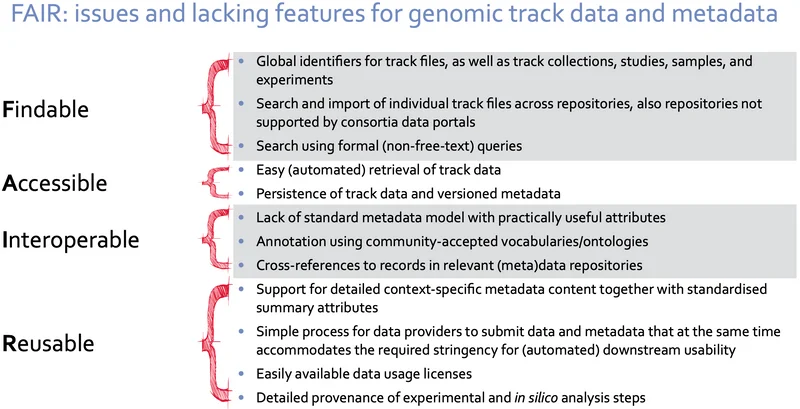 FAIR: issues and lacking features for genomic track data and metadata
Findable
• Global identifiers for track files, as well as track collections, studies, samples, and
experiments
• Search and import of individual track files across repositories, also repositories not
supported by consortia data portals
• Search using formal (non-free-text) queries
Accessible
• Easy (automated) retrieval of track data
• Persistence of track data and versioned metadata
Interoperable
• Lack of standard metadata model with practically useful attributes
• Annotation using community-accepted vocabularies/ontologies
• Cross-references to records in relevant (meta)data repositories
Reusable
• Support for detailed context-specific metadata content together with standardised
summary attributes
• Simple process for data providers to submit data and metadata that at the same time
accommodates the required stringency for (automated) downstream usability
• Easily available data usage licenses
• Detailed provenance of experimental and in silico analysis steps